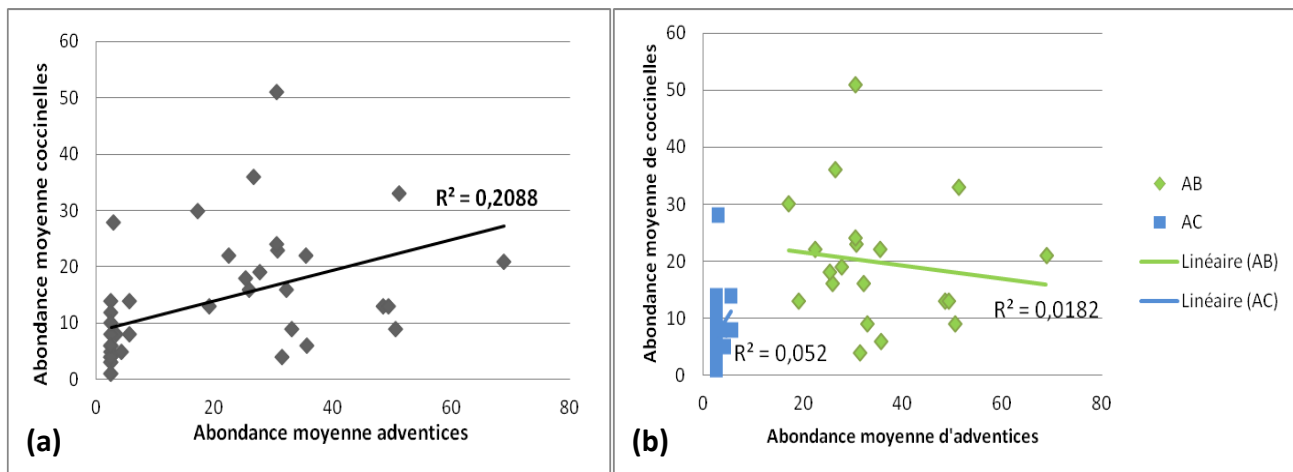 60
50
40
30
20
10
0
0
20
40
60
80
Abondance moyenne coccinelles
Abondance moyenne adventices
R² = 0,2088
(a)
60
50
40
30
20
10
0
0
20
40
60
80
Abondance moyenne de coccinelles
Abondance moyenne d'adventices
R² = 0,0182
R² = 0,052
(b)
AB
AC
Linéaire (AB)
Linéaire (AC)